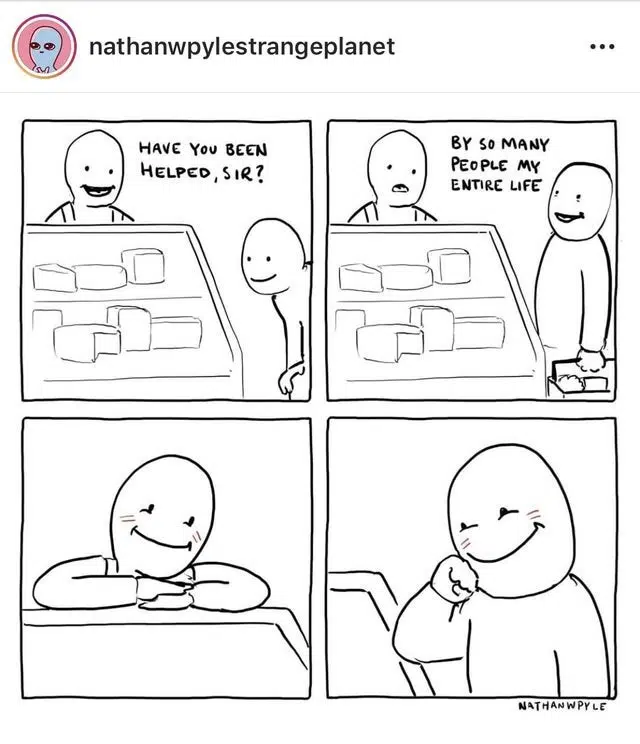 nathanwpylestrangeplanet
HAVE YOU BEEN
HELPED, SIR?
BY SO MANY
PEOPLE MY
ENTIRE LIFE
NATHANWPYLE